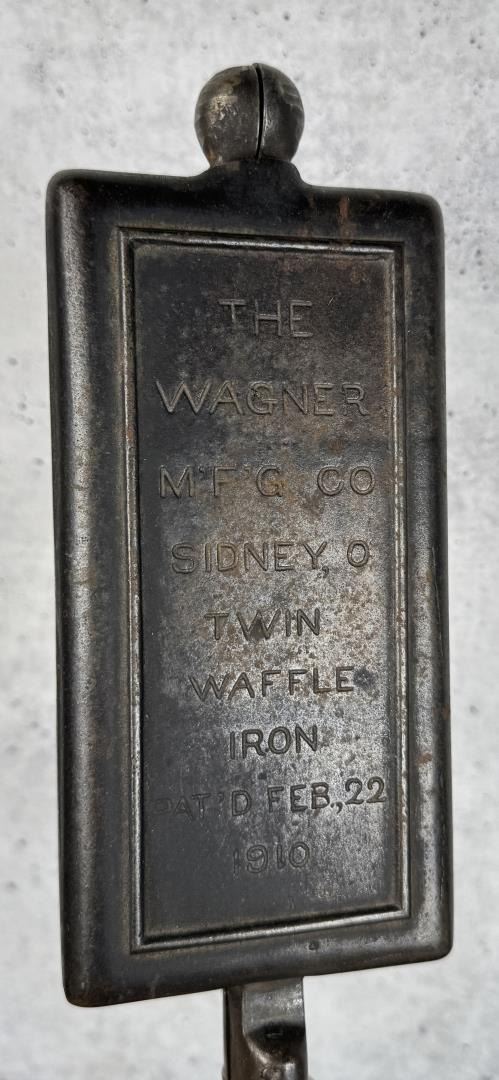 THE
WAGNER
M'F'G CO
SIDNEY, O
TWIN
WAFFLE
IRON
PAT'D FEB., 22
1910